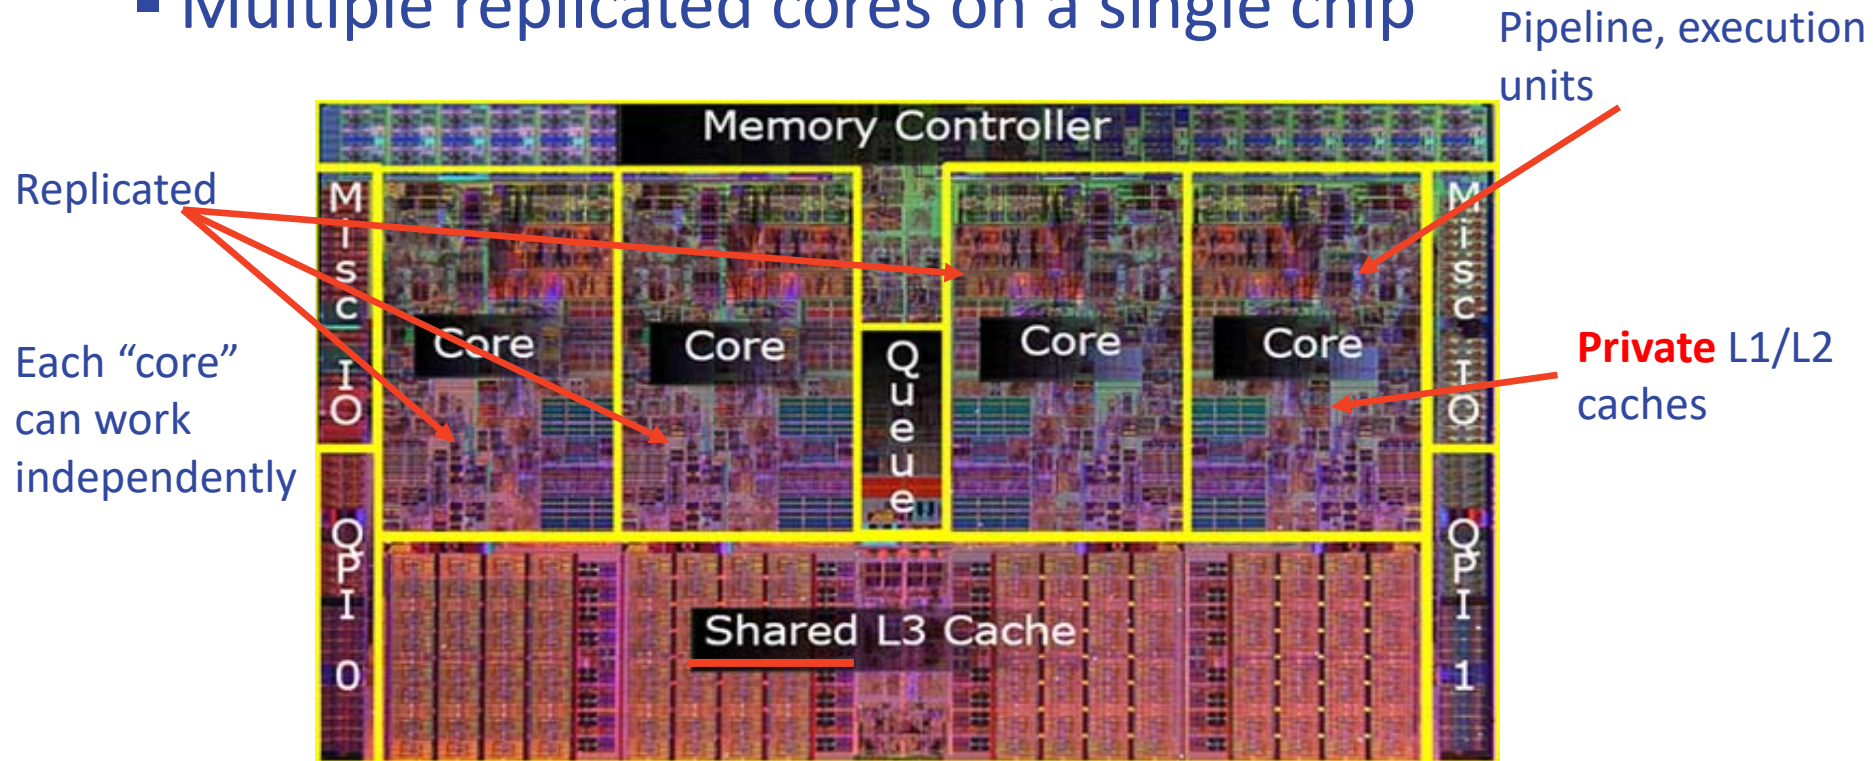 ▪ Multiple replicated cores on a single chip
Pipeline, execution
units
Replicated
Each “core”
can work
independently
Memory Controller
Misc IO
Core
Core
Queue
Core
Core
Misc IO
Private L1/L2
caches
QPI 0
Shared L3 Cache
QPI 1